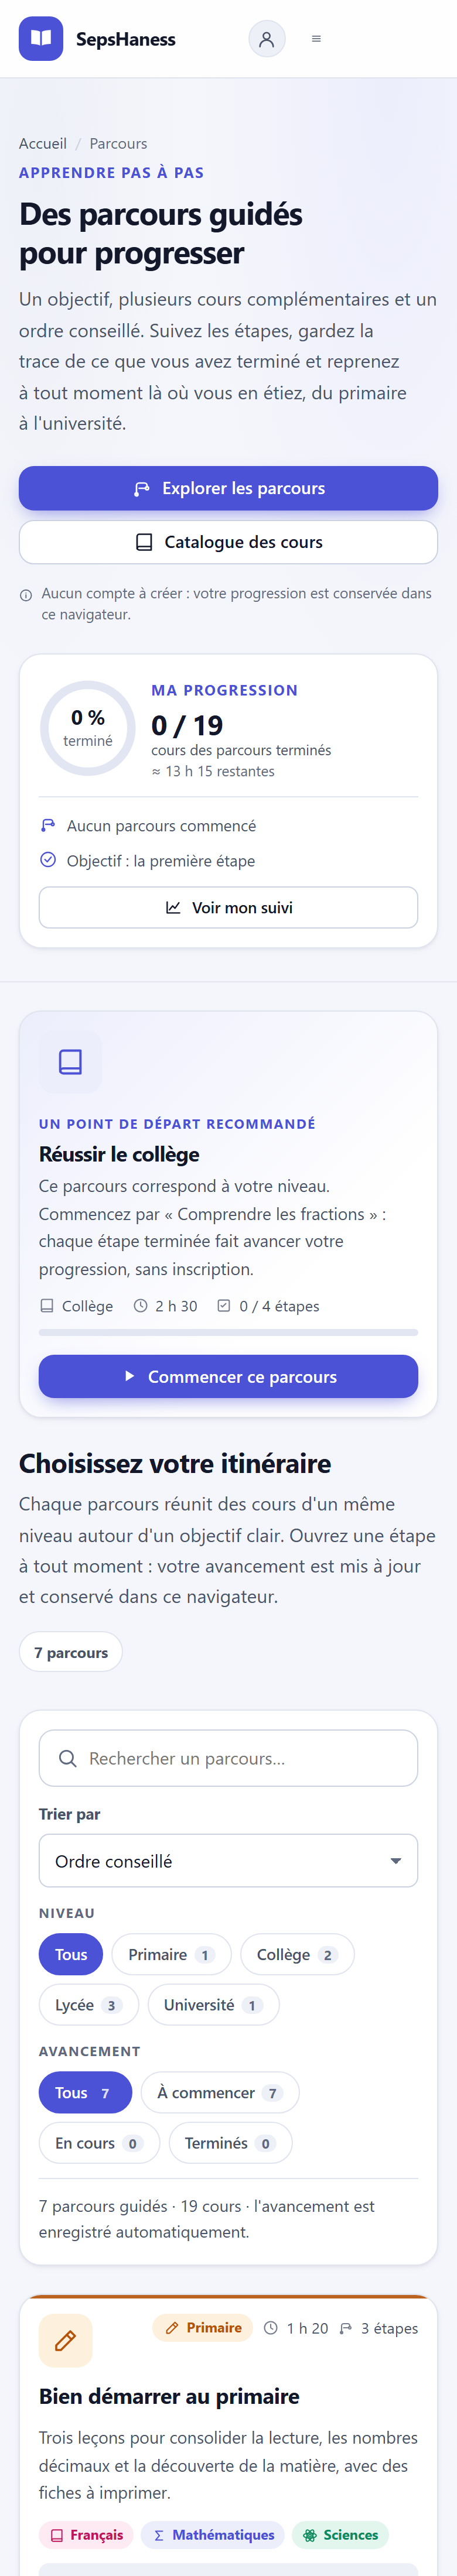 SepsHaness
Accueil / Parcours
APPRENDRE PAS À PAS
Des parcours guidés
pour progresser
Un objectif, plusieurs cours complémentaires et un
ordre conseillé. Suivez les étapes, gardez la
trace de ce que vous avez terminé et reprenez
à tout moment là où vous en étiez, du primaire
à l'université.
Explorer les parcours
Catalogue des cours
Aucun compte à créer : votre progression est conservée dans
ce navigateur.
0 %
terminé
MA PROGRESSION
0 / 19
cours des parcours terminés
≈ 13 h 15 restantes
Aucun parcours commencé
Objectif : la première étape
Voir mon suivi
UN POINT DE DÉPART RECOMMANDÉ
Réussir le collège
Ce parcours correspond à votre niveau.
Commencez par « Comprendre les fractions » :
chaque étape terminée fait avancer votre
progression, sans inscription.
Collège 2 h 30 0 / 4 étapes
Commencer ce parcours
Choisissez votre itinéraire
Chaque parcours réunit des cours d'un même
niveau autour d'un objectif clair. Ouvrez une étape
à tout moment : votre avancement est mis à jour
et conservé dans ce navigateur.
7 parcours
Rechercher un parcours...
Trier par
Ordre conseillé
NIVEAU
Tous Primaire 1 Collège 2
Lycée 3 Université 1
AVANCEMENT
Tous 7 À commencer 7
En cours 0 Terminés 0
7 parcours guidés · 19 cours · l'avancement est
enregistré automatiquement.
Primaire 1 h 20 3 étapes
Bien démarrer au primaire
Trois leçons pour consolider la lecture, les nombres
décimaux et la découverte de la matière, avec des
fiches à imprimer.
Français Mathématiques Sciences